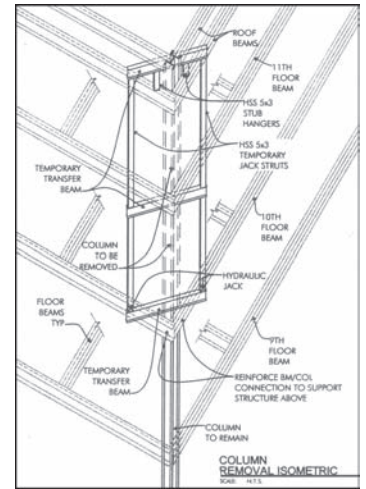 ROOF
BEAMS
11TH
FLOOR
BEAM
HSS 5x3
STUB
HANGERS
HSS 5x3
TEMPORARY
JACK STRUTS
TEMPORARY
TRANSFER
BEAM
10TH
FLOOR
BEAM
COLUMN
TO BE
REMOVED
HYDRAULIC
JACK
FLOOR
BEAMS
TYP
9TH
FLOOR
BEAM
TEMPORARY
TRANSFER
BEAM
REINFORCE BM/COL
CONNECTION TO SUPPORT
STRUCTURE ABOVE
COLUMN
TO REMAIN
COLUMN
REMOVAL ISOMETRIC
SCALE: N.T.S.